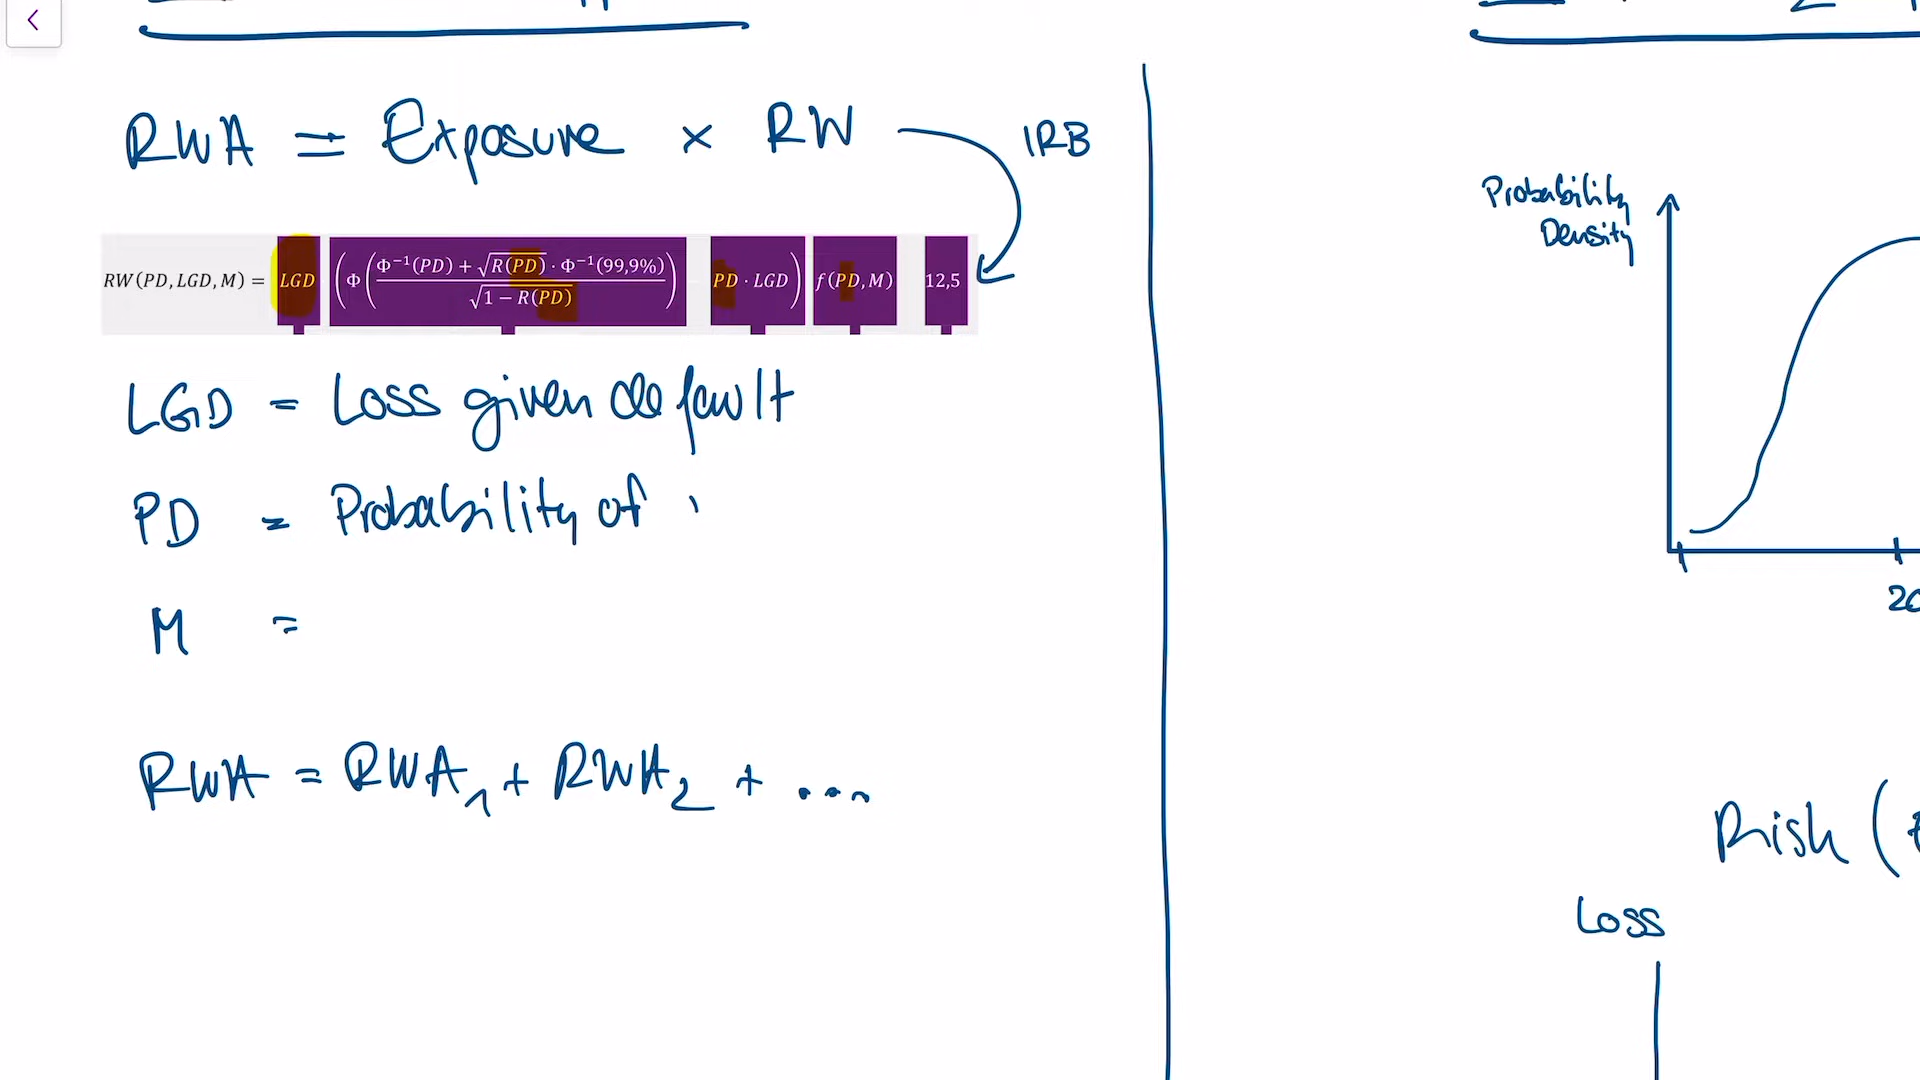 RWA = Exposure × RW
IRB
RW(PD, LGD, M) = LGD (Φ((Φ⁻¹(PD) + √R(PD) · Φ⁻¹(99,9%)) / √(1 − R(PD))) PD · LGD) f(PD, M) 12,5
LGD = Loss given default
PD = Probability of
M =
RWA = RWA₁ + RWA₂ + ...
Probability
Density
Risk (
Loss